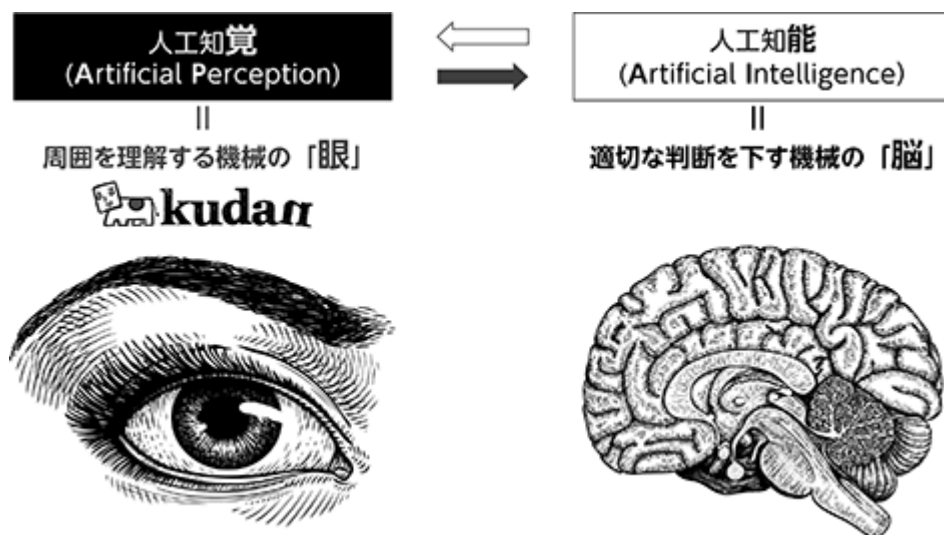 人工知覚
(Artificial Perception)
||
周囲を理解する機械の「眼」
kudan
人工知能
(Artificial Intelligence)
||
適切な判断を下す機械の「脳」